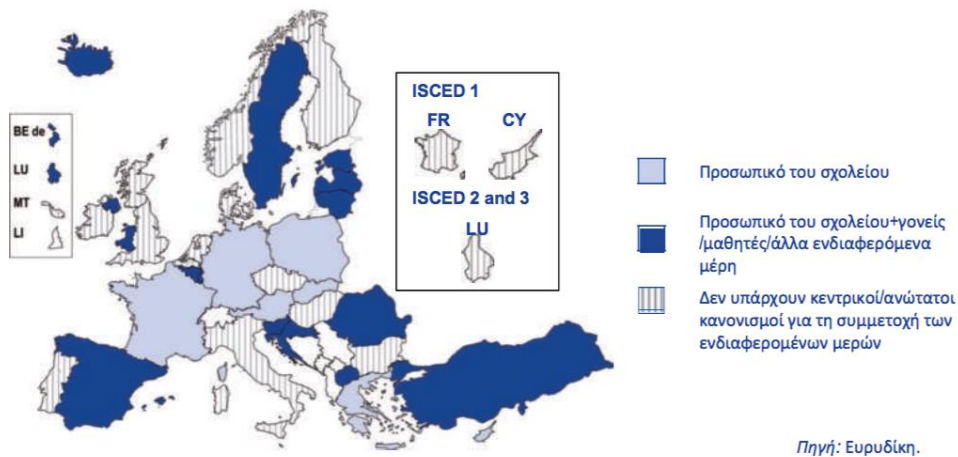 BE de
LU
MT
LI
ISCED 1
FR CY
ISCED 2 and 3
LU
Προσωπικό του σχολείου
Προσωπικό του σχολείου+γονείς
/μαθητές/άλλα ενδιαφερόμενα
μέρη
Δεν υπάρχουν κεντρικοί/ανώτατοι
κανονισμοί για τη συμμετοχή των
ενδιαφερομένων μερών
Πηγή: Ευρυδίκη.